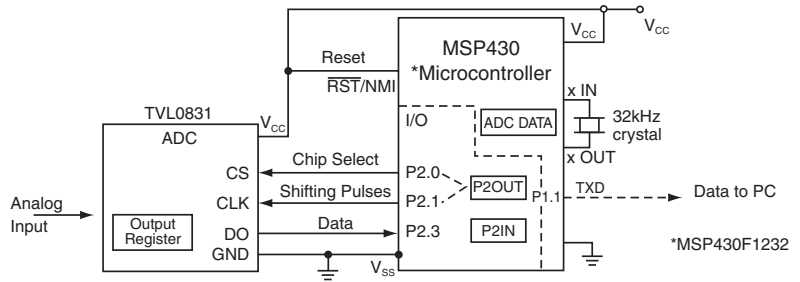 V_CC
V_CC
MSP430
*Microcontroller
Reset
RST/NMI
x IN
TVL0831
ADC
V_CC
I/O
ADC DATA
32kHz
crystal
x OUT
CS
Chip Select
P2.0
P2OUT
P1.1
TXD
Data to PC
CLK
Shifting Pulses
P2.1
Analog
Input
Output
Register
DO
Data
P2.3
P2IN
GND
V_SS
*MSP430F1232